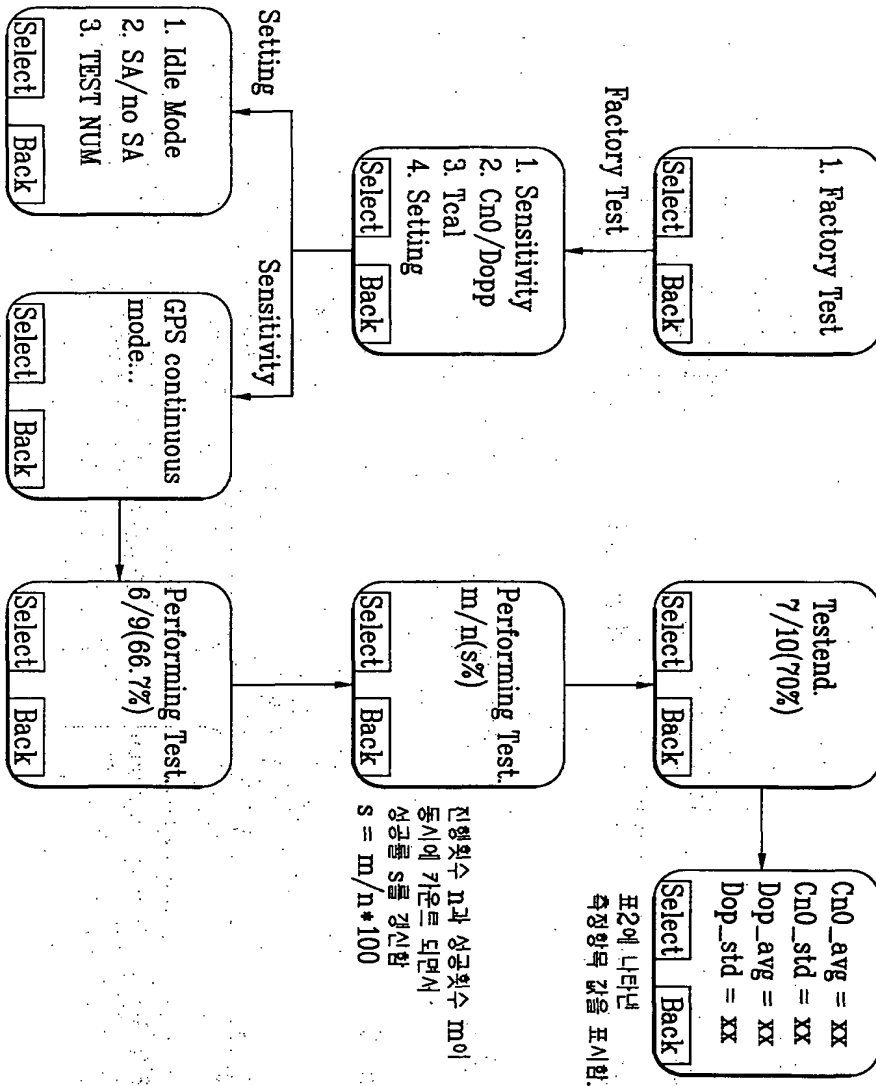 1. Factory Test
Select
Back
Factory Test
1. Sensitivity
2. Cn0/Dopp
3. Tcal
4. Setting
Select
Back
Setting
1. Idle Mode
2. SA/no SA
3. TEST NUM
Select
Back
Sensitivity
GPS continuous
mode...
Select
Back
Performing Test.
6/9(66.7%)
Select
Back
Performing Test.
m/n(s%)
Select
Back
진행횟수 n과 성공횟수 m이
동시에 카운트 되면서
성공률 s를 갱신함
s = m/n*100
Testend.
7/10(70%)
Select
Back
Cn0_avg = xx
Cn0_std = xx
Dop_avg = xx
Dop_std = xx
Select
Back
표2에 나타낸
측정항목 값을 표시함.